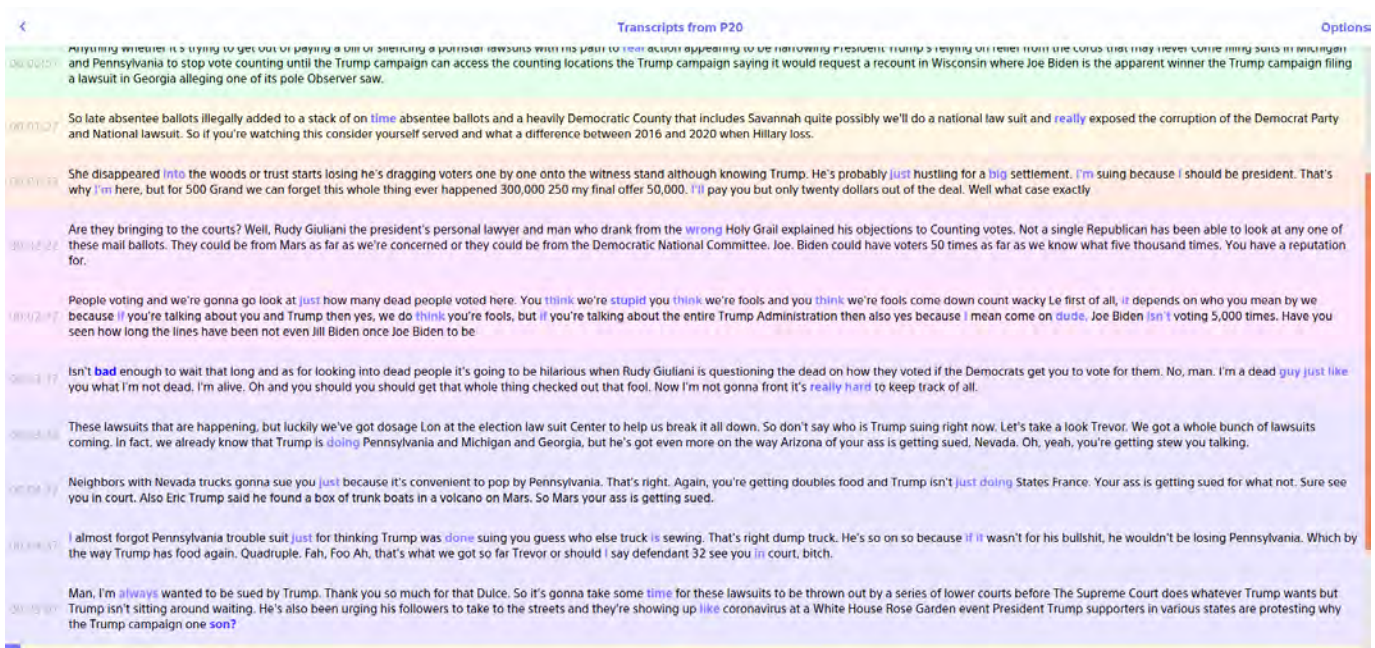 Transcripts from P20
Options
Anything whether it's trying to get out of paying a bill or silencing a pornstar lawsuits with his path to real action appearing to be narrowing President Trump's relying on relief from the that may never come filing suits in Michigan
and Pennsylvania to stop vote counting until the Trump campaign can access the counting locations the Trump campaign saying it would request a recount in Wisconsin where Joe Biden is the apparent winner the Trump campaign filing
a lawsuit in Georgia alleging one of its pole Observer saw.
So late absentee ballots illegally added to a stack of on time absentee ballots and a heavily Democratic County that includes Savannah quite possibly we'll do a national law suit and really exposed the corruption of the Democrat Party
and National lawsuit. So if you're watching this consider yourself served and what a difference between 2016 and 2020 when Hillary loss.
She disappeared into the woods or trust starts losing he's dragging voters one by one onto the witness stand although knowing Trump. He's probably just hustling for a big settlement. I'm suing because I should be president. That's
why I'm here, but for 500 Grand we can forget this whole thing ever happened 300,000 250 my final offer 50,000. I'll pay you but only twenty dollars out of the deal. Well what case exactly
Are they bringing to the courts? Well, Rudy Giuliani the president's personal lawyer and man who drank from the wrong Holy Grail explained his objections to Counting votes. Not a single Republican has been able to look at any one of
these mail ballots. They could be from Mars as far as we're concerned or they could be from the Democratic National Committee. Joe. Biden could have voters 50 times as far as we know what five thousand times. You have a reputation
for.
People voting and we're gonna go look at just how many dead people voted here. You think we're stupid you think we're fools and you think we're fools come down count wacky Le first of all, it depends on who you mean by we
because if you're talking about you and Trump then yes, we do think you're fools, but if you're talking about the entire Trump Administration then also yes because I mean come on dude, Joe Biden isn't voting 5,000 times. Have you
seen how long the lines have been not even Jill Biden once Joe Biden to be
Isn't bad enough to wait that long and as for looking into dead people it's going to be hilarious when Rudy Giuliani is questioning the dead on how they voted if the Democrats get you to vote for them. No, man. I'm a dead guy just like
you what I'm not dead, I'm alive. Oh and you should you should get that whole thing checked out that fool. Now I'm not gonna front it's really hard to keep track of all.
These lawsuits that are happening, but luckily we've got dosage Lon at the election law suit Center to help us break it all down. So don't say who is Trump suing right now. Let's take a look Trevor. We got a whole bunch of lawsuits
coming. In fact, we already know that Trump is doing Pennsylvania and Michigan and Georgia, but he's got even more on the way Arizona of your ass is getting sued, Nevada. Oh, yeah, you're getting stew you talking.
Neighbors with Nevada trucks gonna sue you just because it's convenient to pop by Pennsylvania. That's right. Again, you're getting doubles food and Trump isn't just doing States France. Your ass is getting sued for what not. Sure see
you in court. Also Eric Trump said he found a box of trunk boats in a volcano on Mars. So Mars your ass is getting sued.
I almost forgot Pennsylvania trouble suit just for thinking Trump was done suing you guess who else truck is sewing. That's right dump truck. He's so on so because if it wasn't for his bullshit, he wouldn't be losing Pennsylvania. Which by
the way Trump has food again. Quadruple. Fah, Foo Ah, that's what we got so far Trevor or should I say defendant 32 see you in court, bitch.
Man, I'm always wanted to be sued by Trump. Thank you so much for that Dulce. So it's gonna take some time for these lawsuits to be thrown out by a series of lower courts before The Supreme Court does whatever Trump wants but
Trump isn't sitting around waiting. He's also been urging his followers to take to the streets and they're showing up like coronavirus at a White House Rose Garden event President Trump supporters in various states are protesting why
the Trump campaign one son?